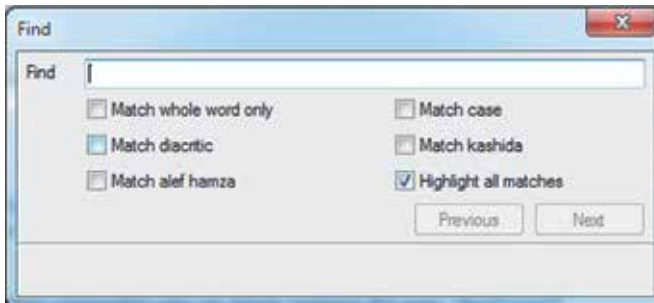 Find
Find
Match whole word only Match case
Match diacritic Match kashida
Match alef hamza Highlight all matches
Previous Next